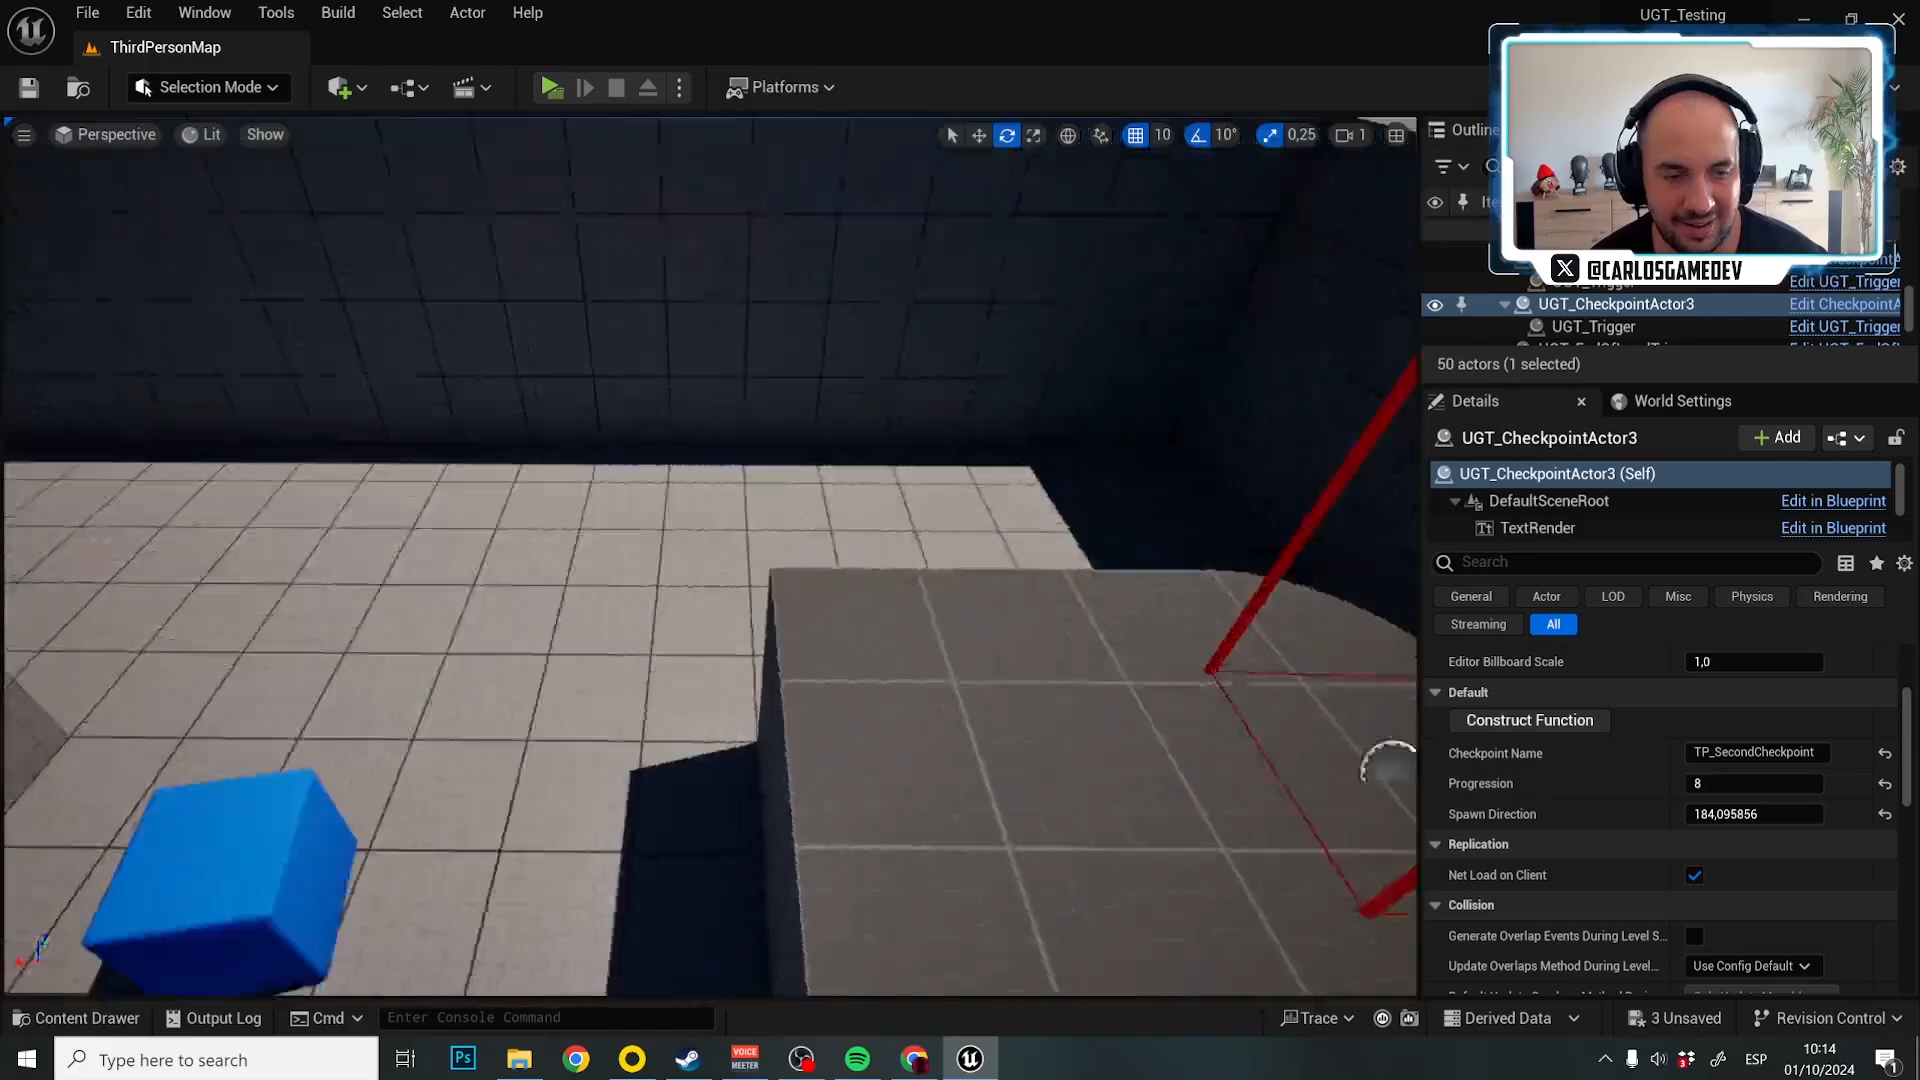 File Edit Window Tools Build Select Actor Help
UGT_Testing
ThirdPersonMap
Selection Mode
Platforms
Perspective Lit Show
10 10° 0,25 1
@CARLOSGAMEDEV
UGT_CheckpointActor3 Edit CheckpointA
UGT_Trigger Edit UGT_Trigger
50 actors (1 selected)
Details World Settings
UGT_CheckpointActor3 Add
UGT_CheckpointActor3 (Self)
DefaultSceneRoot Edit in Blueprint
TextRender Edit in Blueprint
Search
General Actor LOD Misc Physics Rendering
Streaming All
Editor Billboard Scale 1,0
Default
Construct Function
Checkpoint Name TP_SecondCheckpoint
Progression 8
Spawn Direction 184,095856
Replication
Net Load on Client
Collision
Generate Overlap Events During Level S...
Update Overlaps Method During Level... Use Config Default
Content Drawer Output Log Cmd Enter Console Command Trace Derived Data 3 Unsaved Revision Control
Type here to search
Ps
VOICE MEETER
ESP
10:14
01/10/2024